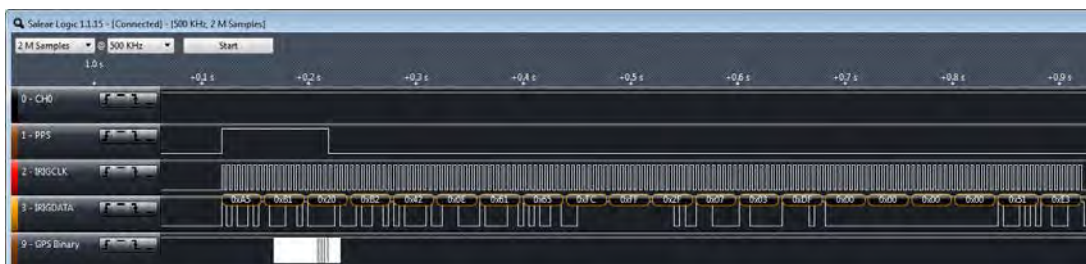 Saleae Logic 1.1.15 - [Connected] - [500 KHz, 2 M Samples]
2 M Samples @ 500 KHz Start
1.0 s
+0.1 s +0.2 s +0.3 s +0.4 s +0.5 s +0.6 s +0.7 s +0.8 s +0.9 s
0 - CH0
1 - PPS
2 - IRIGCLK
3 - IRIGDATA 0xA5 0xB1 0x20 0xB2 0x42 0x0E 0x61 0x65 0xFC 0xFF 0x2F 0x07 0x03 0xDF 0x00 0x00 0x00 0x00 0x51 0xE3
9 - GPS Binary